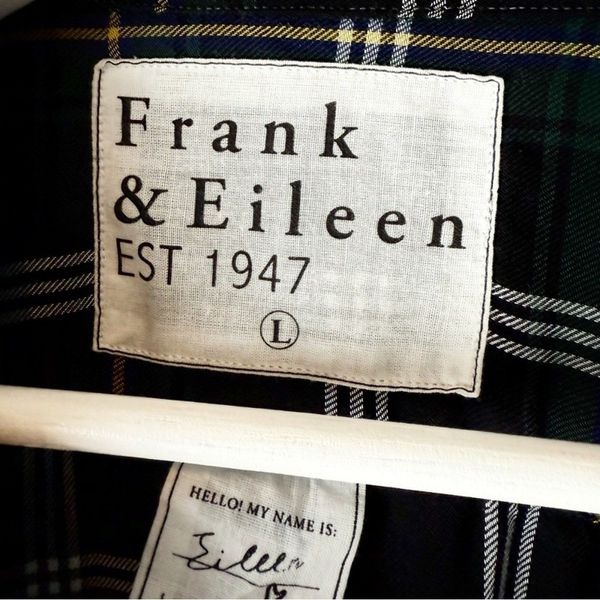 Frank
& Eileen
EST 1947
L
HELLO! MY NAME IS:
Eileen